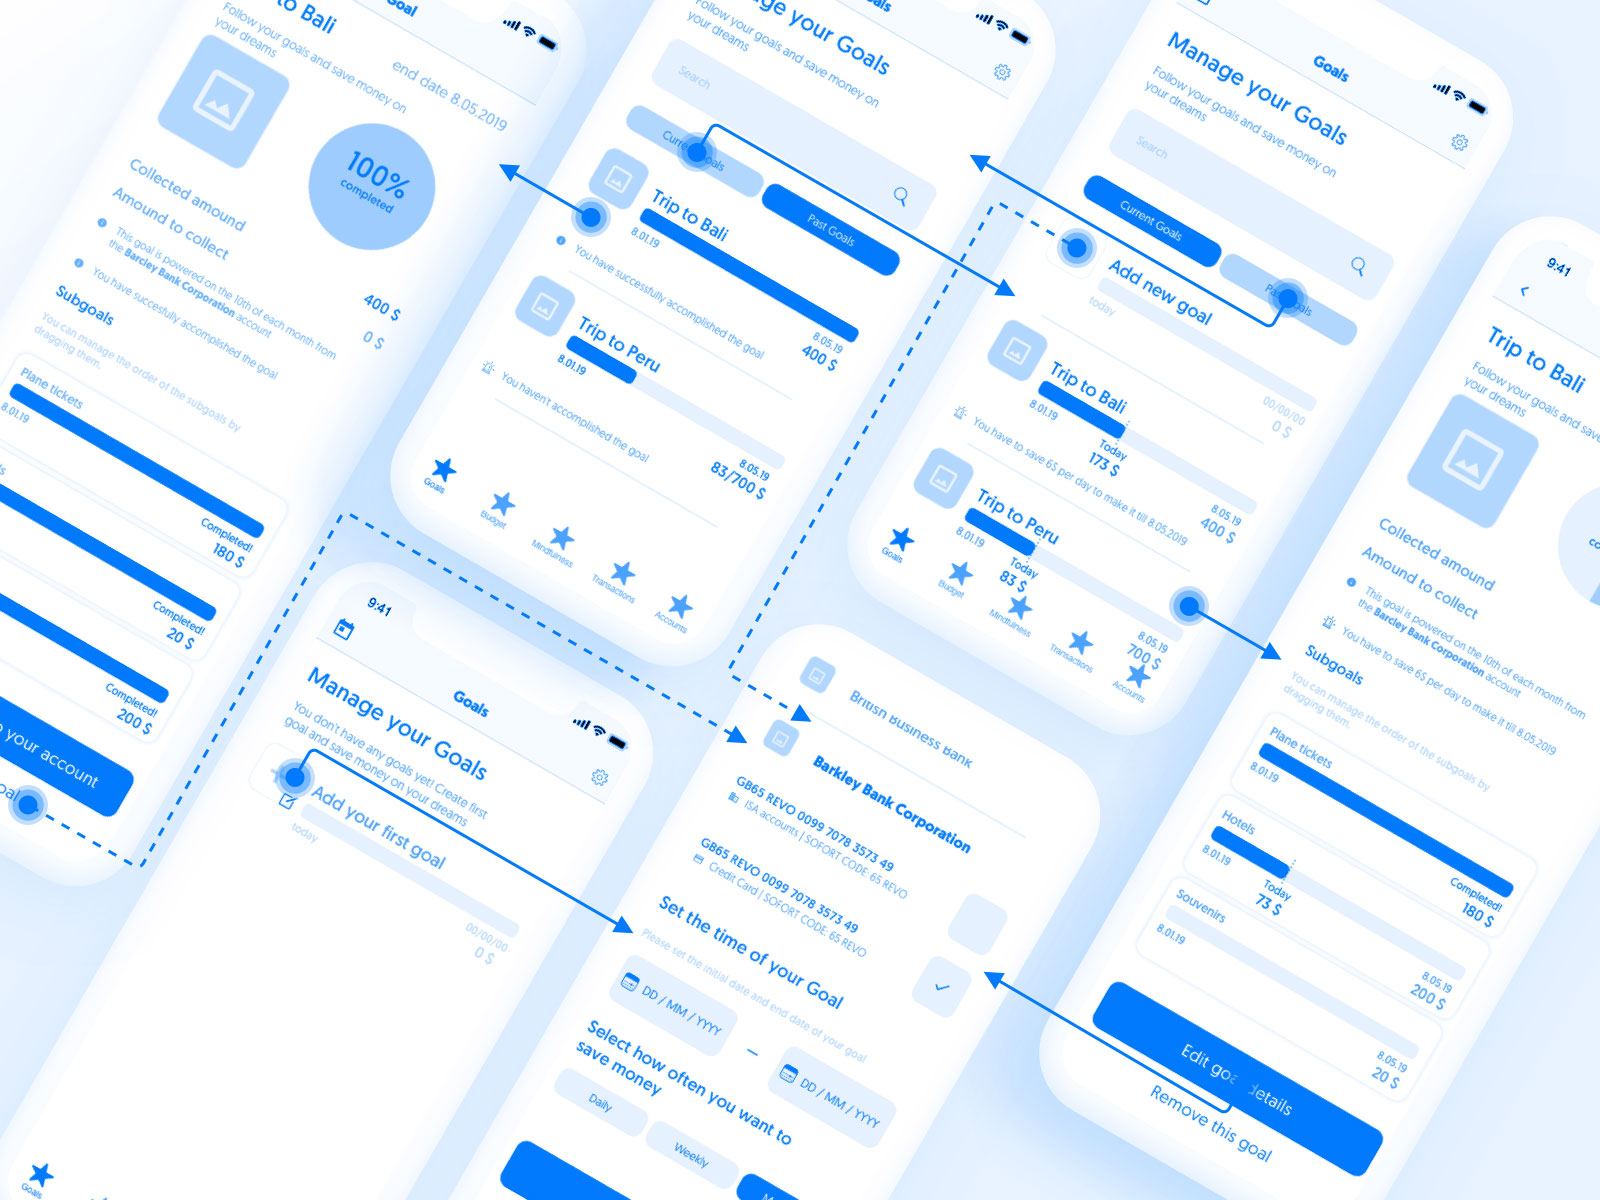 Goal
p to Bali
Follow your goals and save money on
your dreams
end date 8.05.2019
100%
completed
Collected amound
Amound to collect
400 $
0 $
This goal is powered on the 10th of each month from
the Barcley Bank Corporation account
You have succesfully accomplished the goal
Subgoals
You can manage the order of the subgoals by
dragging them.
Plane tickets
8.01.19
Completed!
180 $
Completed!
20 $
Completed!
200 $
your account
Goals
ge your Goals
Follow your goals and save money on
your dreams
Search
Current Goals
Past Goals
Trip to Bali
8.01.19
8.05.19
400 $
You have successfully accomplished the goal
Trip to Peru
8.01.19
8.05.19
83/700 $
You haven't accomplished the goal
Goals
Budget
Mindfulness
Transactions
Accounts
Goals
Manage your Goals
Follow your goals and save money on
your dreams
Search
Current Goals
Past Goals
Add new goal
today
00/00/00
0 $
Trip to Bali
8.01.19
Today
173 $
8.05.19
400 $
You have to save 6$ per day to make it till 8.05.2019
Trip to Peru
8.01.19
Today
83 $
8.05.19
700 $
Goals
Budget
Mindfulness
Transactions
Accounts
9:41
Trip to Bali
Follow your goals and save
your dreams
co
Collected amound
Amound to collect
This goal is powered on the 10th of each month from
the Barcley Bank Corporation account
You have to save 6$ per day to make it till 8.05.2019
Subgoals
You can manage the order of the subgoals by
dragging them.
Plane tickets
8.01.19
Completed!
180 $
Hotels
8.01.19
Today
73 $
8.05.19
200 $
Souvenirs
8.01.19
8.05.19
20 $
Edit goal details
Remove this goal
9:41
Goals
Manage your Goals
You don't have any goals yet! Create first
goal and save money on your dreams
Add your first goal
today
00/00/00
0 $
Goals
British Business Bank
Barkley Bank Corporation
GB65 REVO 0099 7078 3573 49
ISA accounts | SOFORT CODE: 65 REVO
GB65 REVO 0099 7078 3573 49
Credit Card | SOFORT CODE: 65 REVO
Set the time of your Goal
Please set the initial date and end date of your goal
DD / MM / YYYY
–
DD / MM / YYYY
Select how often you want to
save money
Daily
Weekly